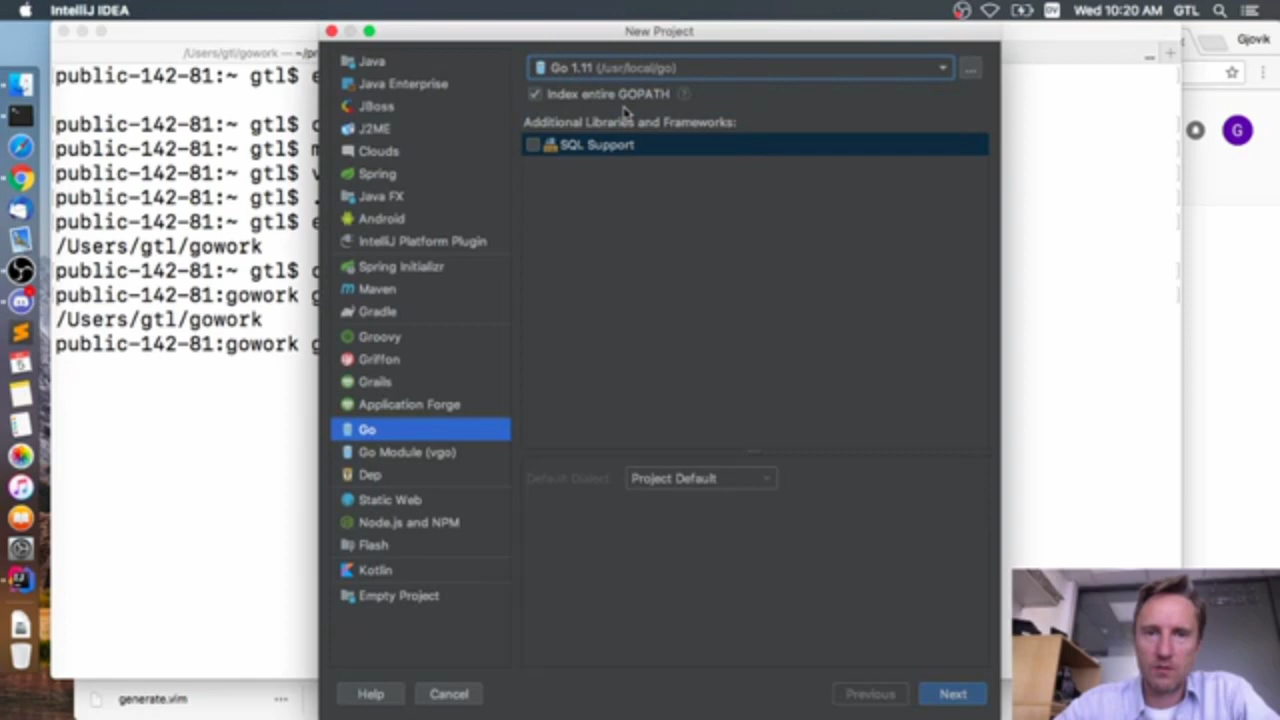 IntelliJ IDEA
Wed 10:20 AM GTL
New Project
/Users/gtl/gowork — ~/pr
Gjovik
public-142-81:~ gtl$ e
public-142-81:~ gtl$ c
public-142-81:~ gtl$ m
public-142-81:~ gtl$ v
public-142-81:~ gtl$ .
public-142-81:~ gtl$ e
/Users/gtl/gowork
public-142-81:~ gtl$ c
public-142-81:gowork g
/Users/gtl/gowork
public-142-81:gowork g
Java
Java Enterprise
JBoss
J2ME
Clouds
Spring
Java FX
Android
IntelliJ Platform Plugin
Spring Initializr
Maven
Gradle
Groovy
Griffon
Grails
Application Forge
Go
Go Module (vgo)
Dep
Static Web
Node.js and NPM
Flash
Kotlin
Empty Project
Go 1.11 (/usr/local/go)
...
Index entire GOPATH ?
Additional Libraries and Frameworks:
SQL Support
Default Dialect: Project Default
G
Help
Cancel
Previous
Next
generate.vim